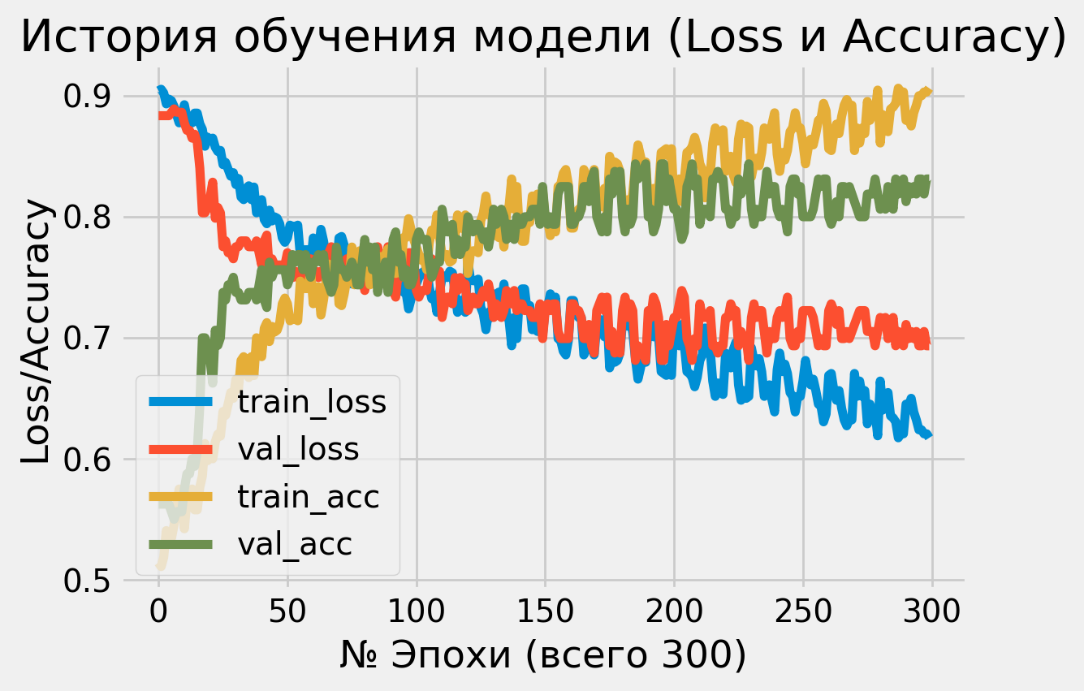 История обучения модели (Loss и Accuracy)
Loss/Accuracy
0.9
0.8
0.7
0.6
0.5
train_loss
val_loss
train_acc
val_acc
0 50 100 150 200 250 300
№ Эпохи (всего 300)